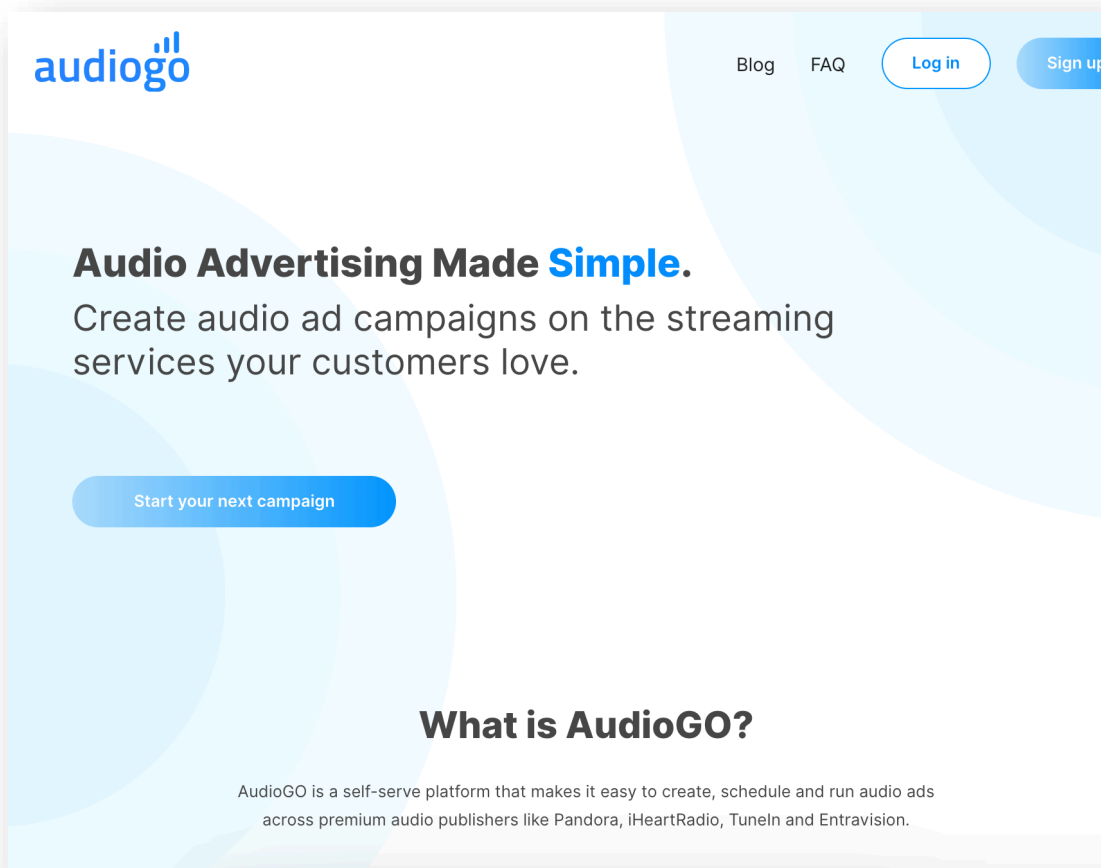 audiogo
Blog FAQ Log in Sign up
Audio Advertising Made Simple.
Create audio ad campaigns on the streaming
services your customers love.
Start your next campaign
What is AudioGO?
AudioGO is a self-serve platform that makes it easy to create, schedule and run audio ads
across premium audio publishers like Pandora, iHeartRadio, TuneIn and Entravision.